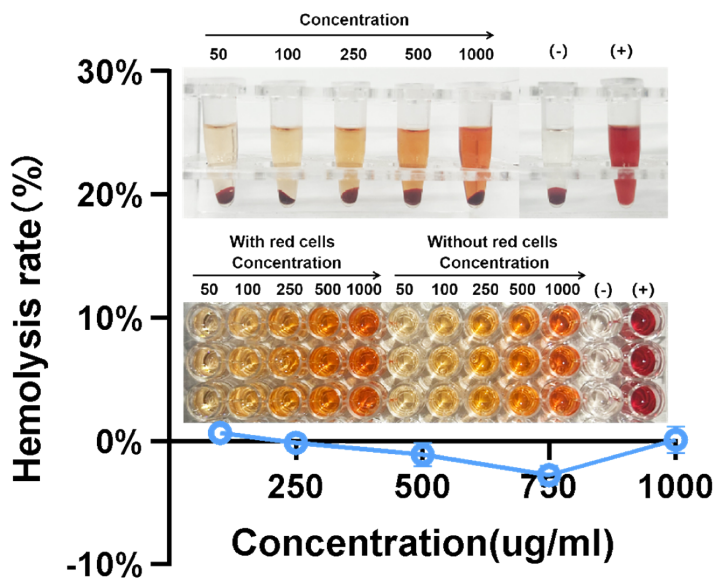 Concentration
50 100 250 500 1000 (-) (+)
30%
20%
10%
0%
-10%
Hemolysis rate(%)
With red cells Without red cells
Concentration Concentration
50 100 250 500 1000 50 100 250 500 1000 (-) (+)
250 500 750 1000
Concentration(ug/ml)